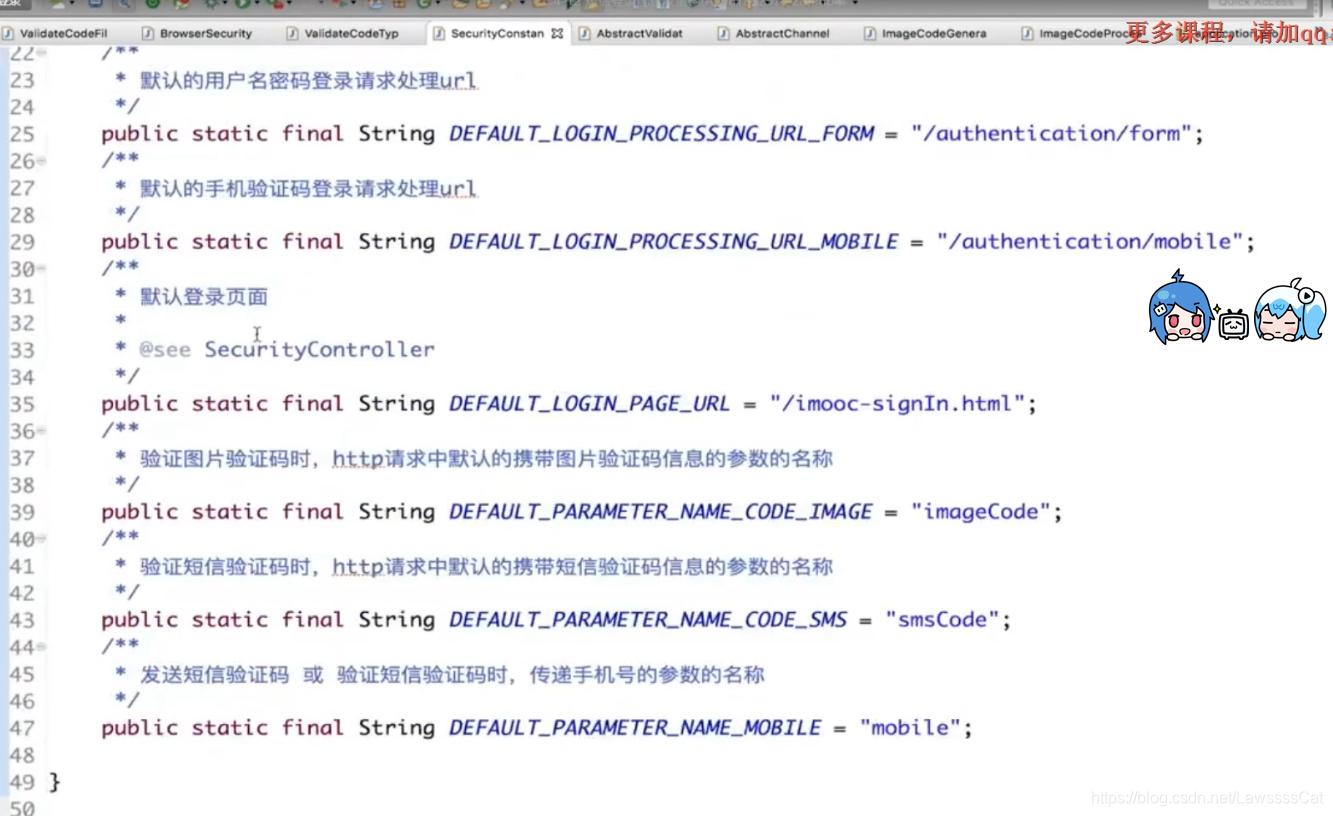 Quick Access
ValidateCodeFil BrowserSecurity ValidateCodeTyp SecurityConstan AbstractValidat AbstractChannel ImageCodeGenera ImageCodeProc
更多课程，请加qq
22 /**
23 * 默认的用户名密码登录请求处理url
24 */
25 public static final String DEFAULT_LOGIN_PROCESSING_URL_FORM = "/authentication/form";
26 /**
27 * 默认的手机验证码登录请求处理url
28 */
29 public static final String DEFAULT_LOGIN_PROCESSING_URL_MOBILE = "/authentication/mobile";
30 /**
31 * 默认登录页面
32 *
33 * @see SecurityController
34 */
35 public static final String DEFAULT_LOGIN_PAGE_URL = "/imooc-signIn.html";
36 /**
37 * 验证图片验证码时，http请求中默认的携带图片验证码信息的参数的名称
38 */
39 public static final String DEFAULT_PARAMETER_NAME_CODE_IMAGE = "imageCode";
40 /**
41 * 验证短信验证码时，http请求中默认的携带短信验证码信息的参数的名称
42 */
43 public static final String DEFAULT_PARAMETER_NAME_CODE_SMS = "smsCode";
44 /**
45 * 发送短信验证码 或 验证短信验证码时，传递手机号的参数的名称
46 */
47 public static final String DEFAULT_PARAMETER_NAME_MOBILE = "mobile";
48
49 }
50
https://blog.csdn.net/LawssssCat